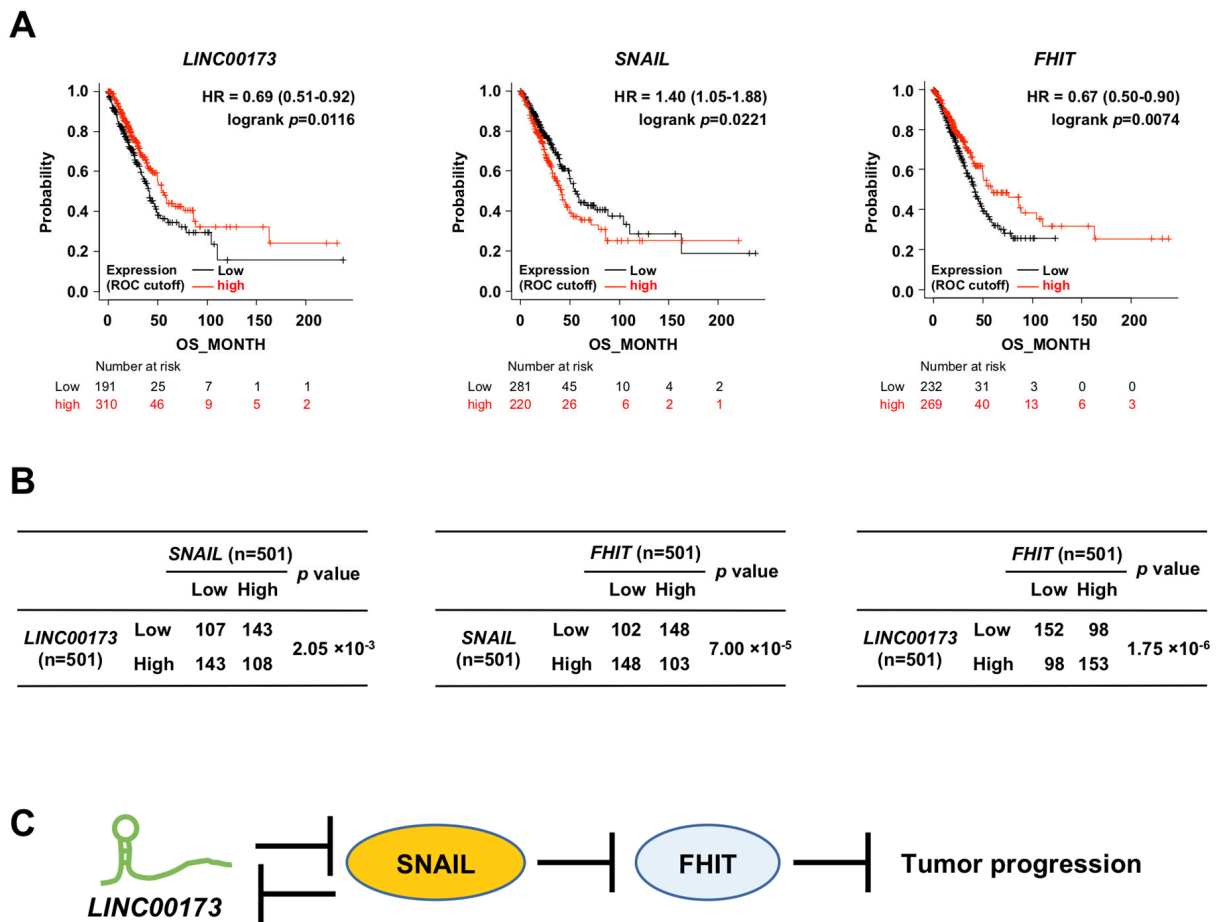 A
LINC00173
HR = 0.69 (0.51-0.92)
logrank p=0.0116
Probability
1.0
0.8
0.6
0.4
0.2
0.0
Expression
(ROC cutoff)
Low
high
0 50 100 150 200
OS_MONTH
Number at risk
Low 191 25 7 1 1
high 310 46 9 5 2
SNAIL
HR = 1.40 (1.05-1.88)
logrank p=0.0221
Probability
1.0
0.8
0.6
0.4
0.2
0.0
Expression
(ROC cutoff)
Low
high
0 50 100 150 200
OS_MONTH
Number at risk
Low 281 45 10 4 2
high 220 26 6 2 1
FHIT
HR = 0.67 (0.50-0.90)
logrank p=0.0074
Probability
1.0
0.8
0.6
0.4
0.2
0.0
Expression
(ROC cutoff)
Low
high
0 50 100 150 200
OS_MONTH
Number at risk
Low 232 31 3 0 0
high 269 40 13 6 3
B
SNAIL (n=501)
p value
Low High
LINC00173
(n=501)
Low 107 143
2.05 ×10⁻³
High 143 108
FHIT (n=501)
p value
Low High
SNAIL
(n=501)
Low 102 148
7.00 ×10⁻⁵
High 148 103
FHIT (n=501)
p value
Low High
LINC00173
(n=501)
Low 152 98
1.75 ×10⁻⁶
High 98 153
C
LINC00173
SNAIL
FHIT
Tumor progression